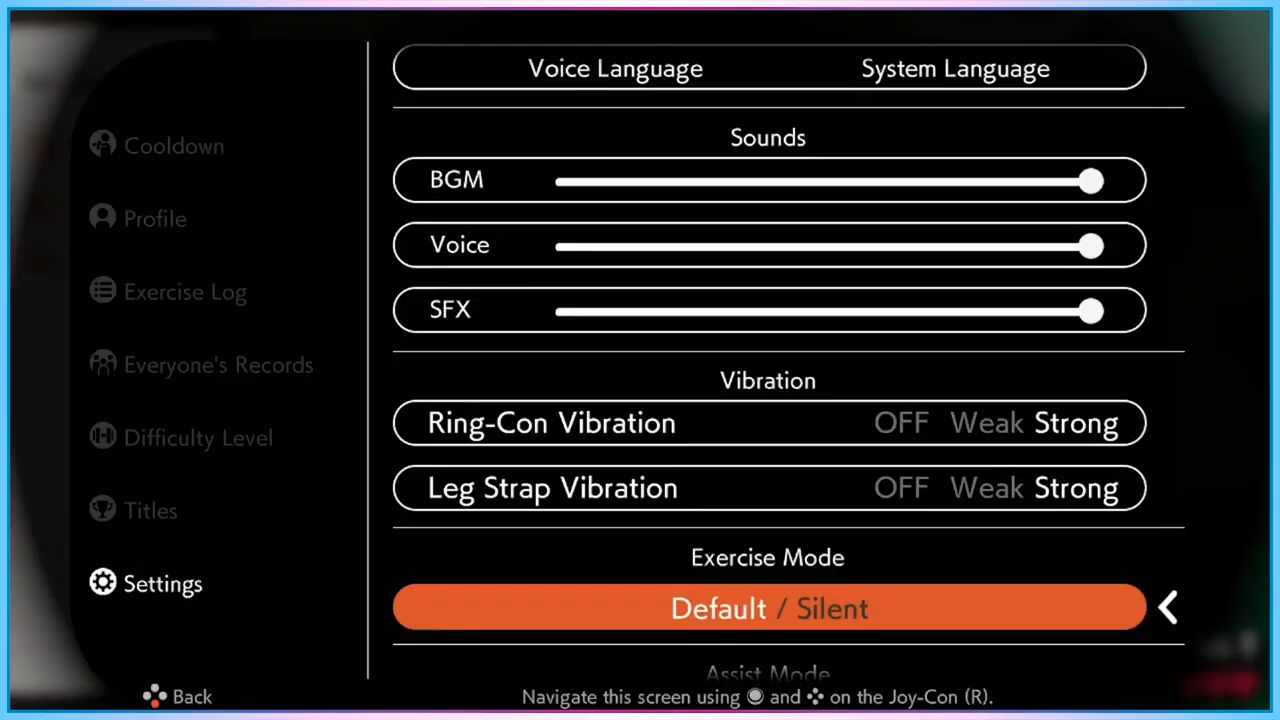 Voice Language System Language
Sounds
BGM
Voice
SFX
Vibration
Ring-Con Vibration OFF Weak Strong
Leg Strap Vibration OFF Weak Strong
Exercise Mode
Default / Silent
Assist Mode
Cooldown
Profile
Exercise Log
Everyone's Records
Difficulty Level
Titles
Settings
Back
Navigate this screen using and on the Joy-Con (R).